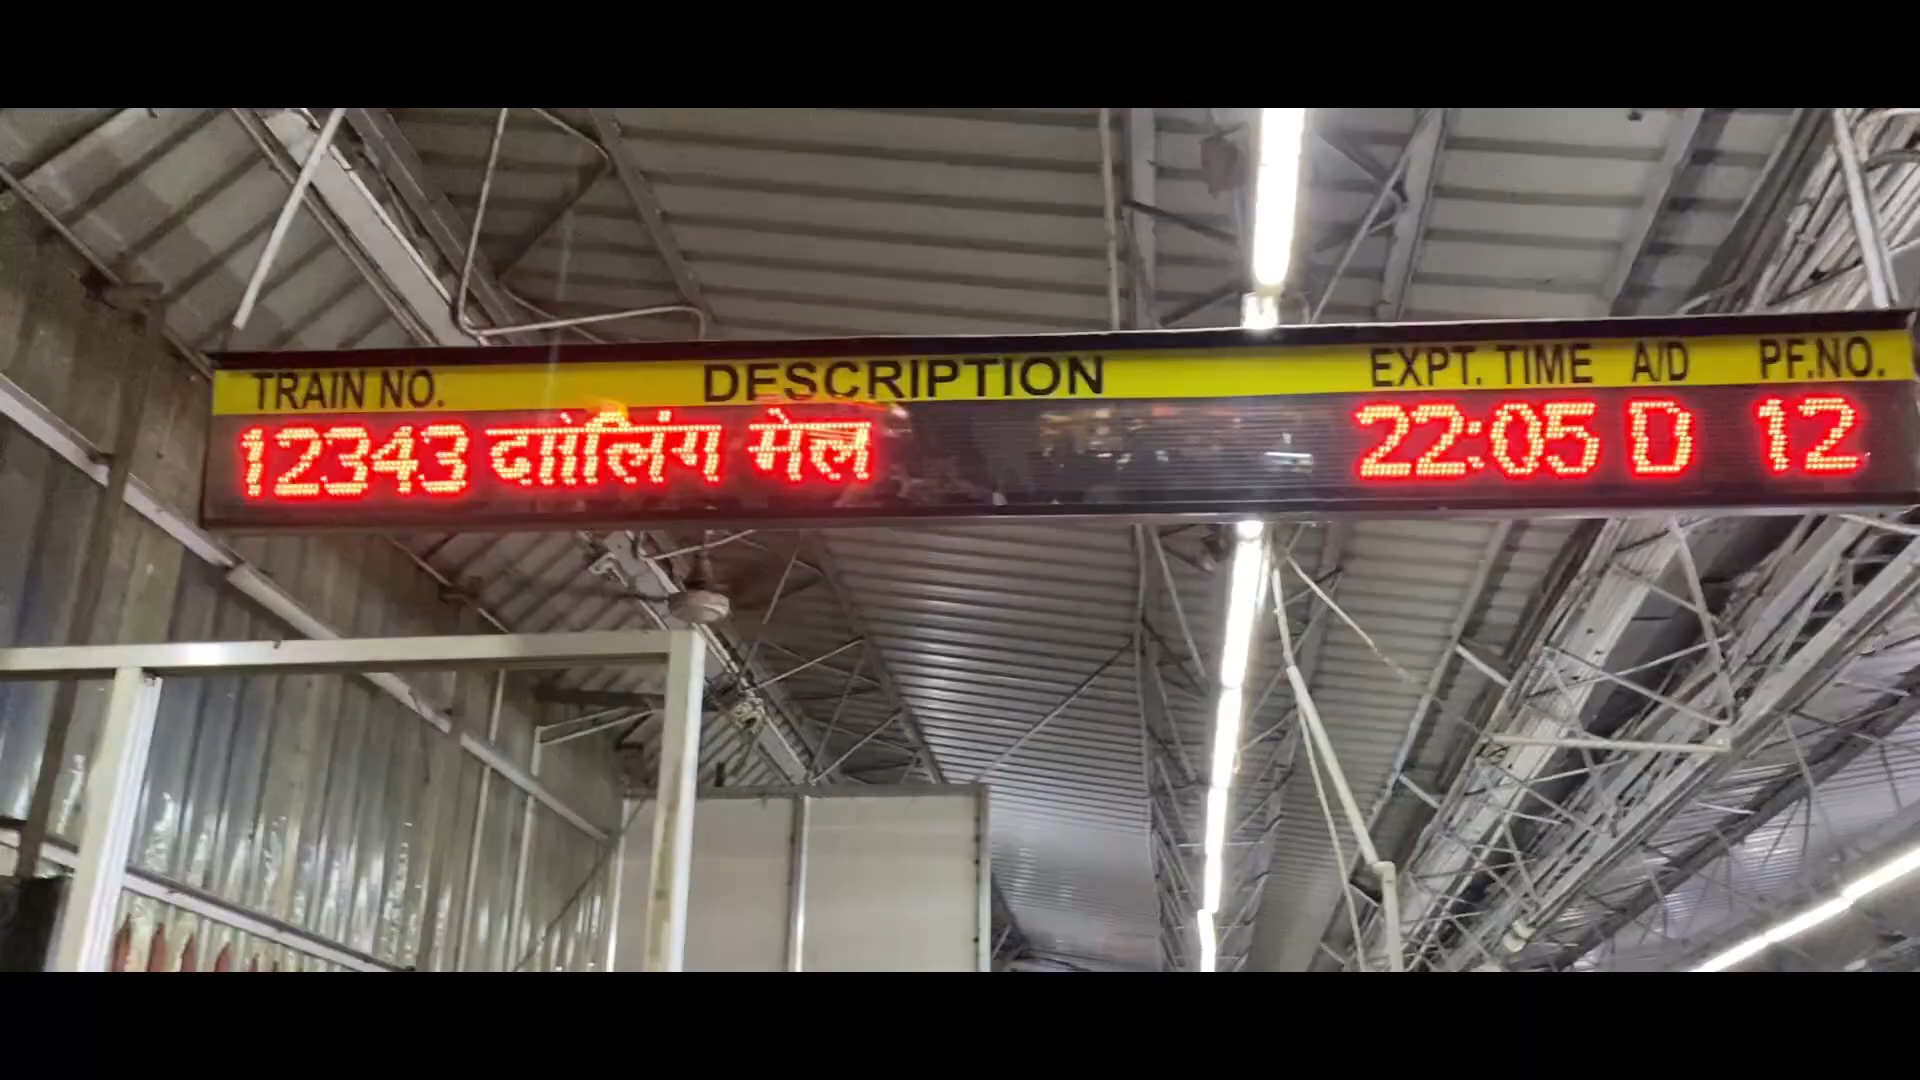 TRAIN NO. DESCRIPTION EXPT. TIME A/D PF.NO.
12343 दाार्लिंग मेल 22:05 D 12